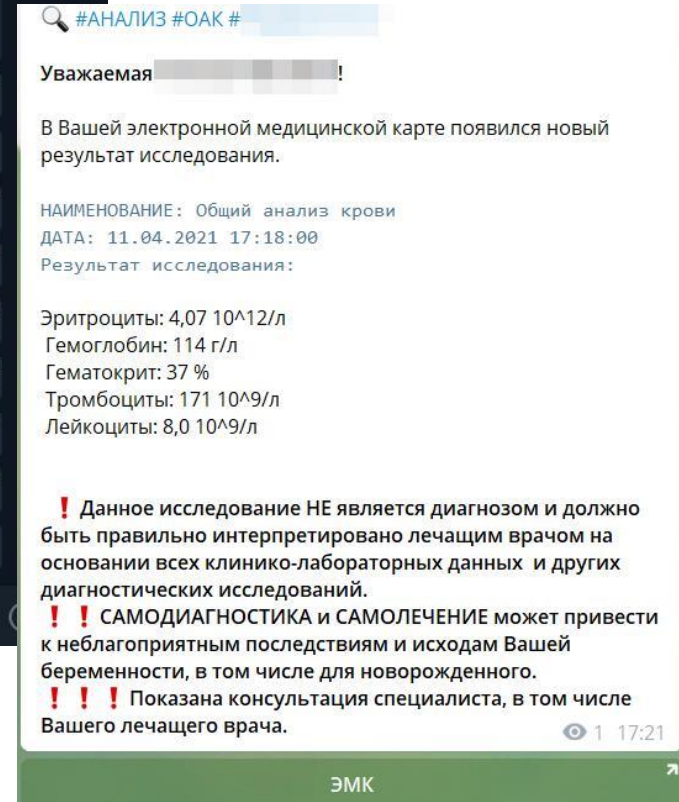 #АНАЛИЗ #ОАК #
Уважаемая !
В Вашей электронной медицинской карте появился новый
результат исследования.
НАИМЕНОВАНИЕ: Общий анализ крови
ДАТА: 11.04.2021 17:18:00
Результат исследования:
Эритроциты: 4,07 10^12/л
Гемоглобин: 114 г/л
Гематокрит: 37 %
Тромбоциты: 171 10^9/л
Лейкоциты: 8,0 10^9/л
❗ Данное исследование НЕ является диагнозом и должно
быть правильно интерпретировано лечащим врачом на
основании всех клинико-лабораторных данных и других
диагностических исследований.
❗ ❗ САМОДИАГНОСТИКА и САМОЛЕЧЕНИЕ может привести
к неблагоприятным последствиям и исходам Вашей
беременности, в том числе для новорожденного.
❗ ❗ ❗ Показана консультация специалиста, в том числе
Вашего лечащего врача.
1 17:21
ЭМК